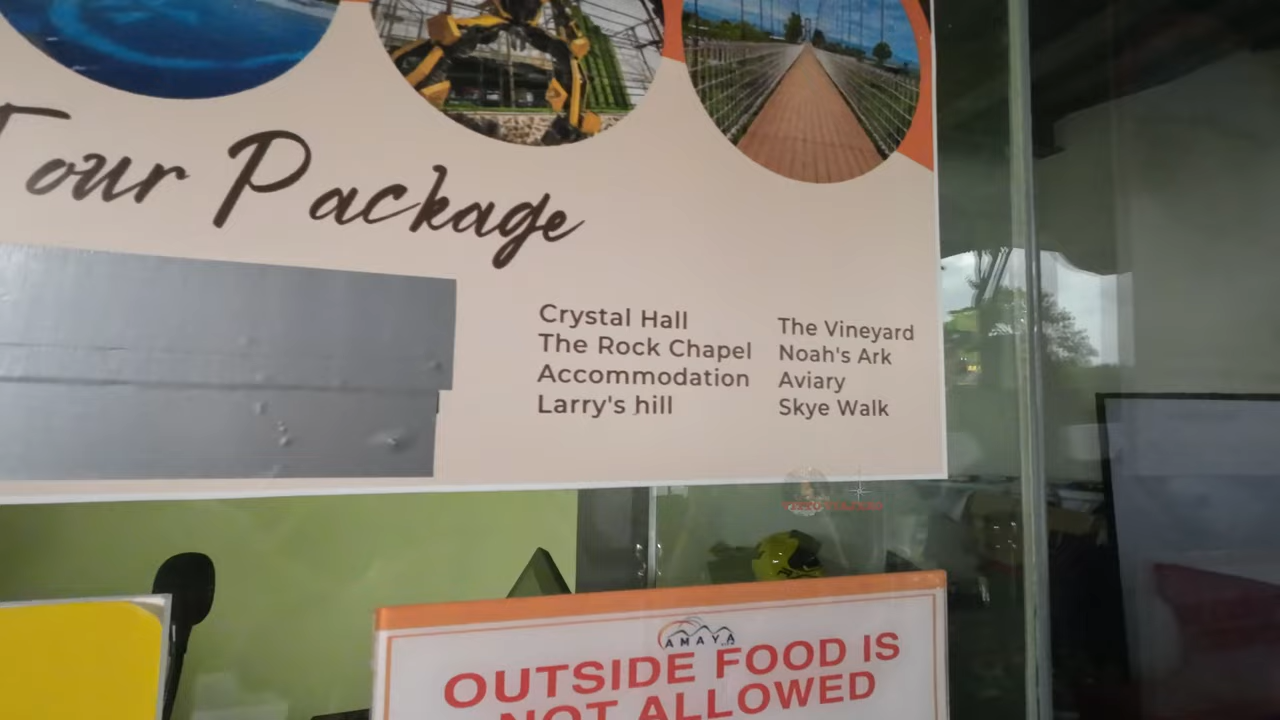 Tour Package
Crystal Hall
The Rock Chapel
Accommodation
Larry's hill
The Vineyard
Noah's Ark
Aviary
Skye Walk
AMAYA
OUTSIDE FOOD IS
NOT ALLOWED